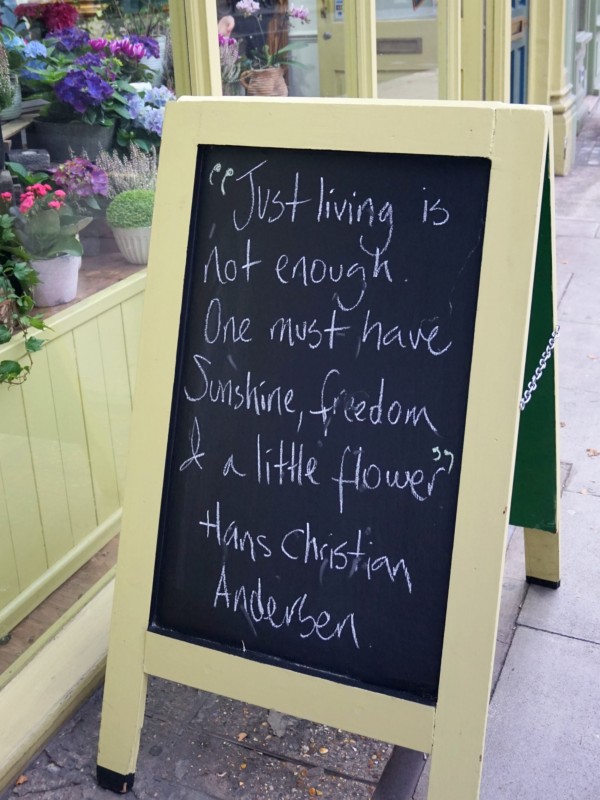 “Just living is
not enough.
One must have
Sunshine, freedom
& a little flower”
Hans Christian
Andersen